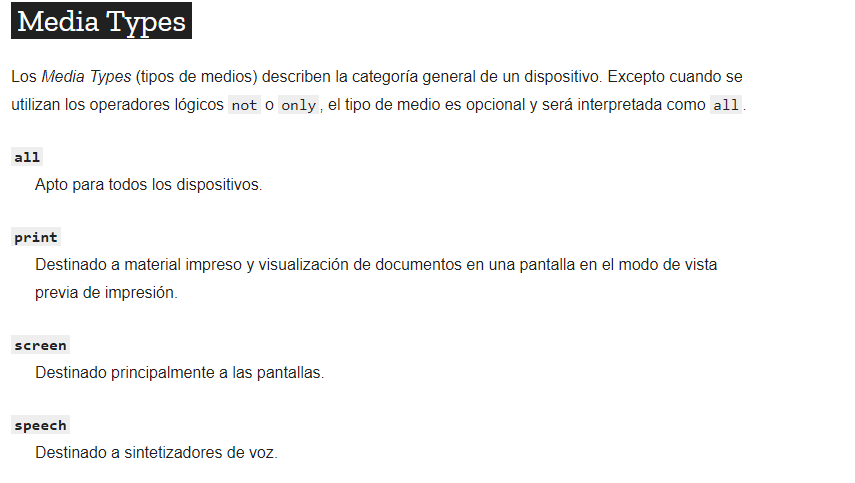 Media Types
Los Media Types (tipos de medios) describen la categoría general de un dispositivo. Excepto cuando se
utilizan los operadores lógicos not o only, el tipo de medio es opcional y será interpretada como all.
all
Apto para todos los dispositivos.
print
Destinado a material impreso y visualización de documentos en una pantalla en el modo de vista
previa de impresión.
screen
Destinado principalmente a las pantallas.
speech
Destinado a sintetizadores de voz.